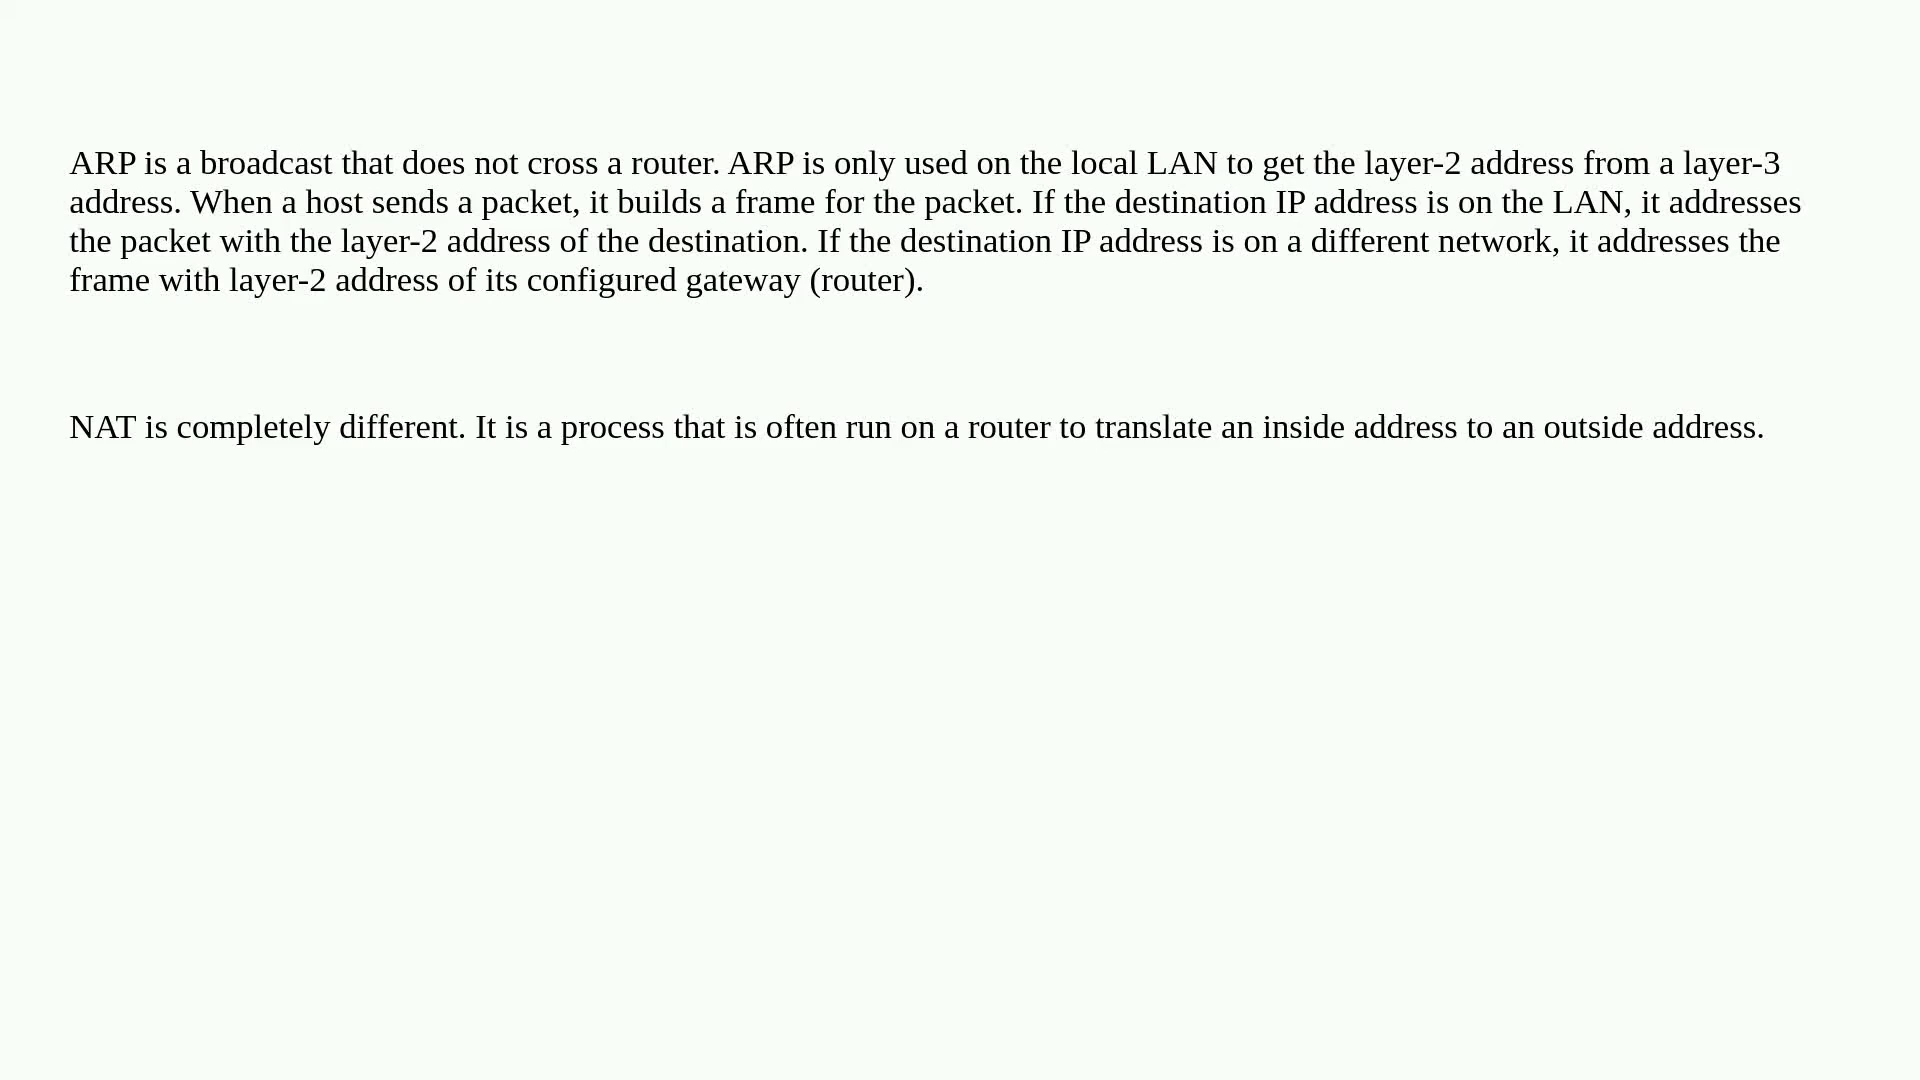 ARP is a broadcast that does not cross a router. ARP is only used on the local LAN to get the layer-2 address from a layer-3
address. When a host sends a packet, it builds a frame for the packet. If the destination IP address is on the LAN, it addresses
the packet with the layer-2 address of the destination. If the destination IP address is on a different network, it addresses the
frame with layer-2 address of its configured gateway (router).
NAT is completely different. It is a process that is often run on a router to translate an inside address to an outside address.